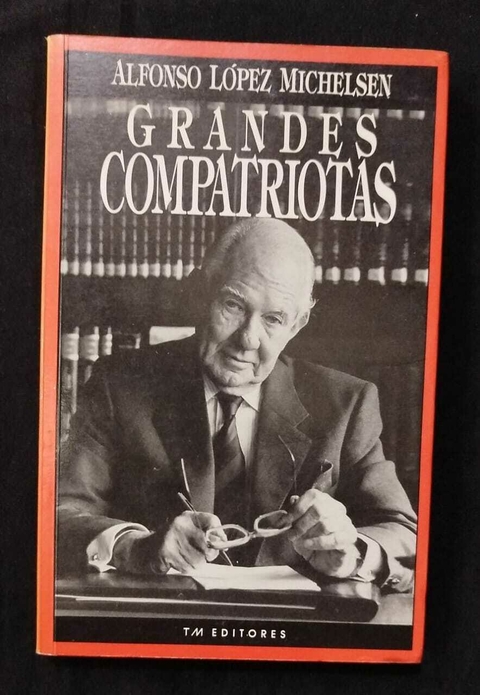 ALFONSO LÓPEZ MICHELSEN
GRANDES
COMPATRIOTAS
TM EDITORES